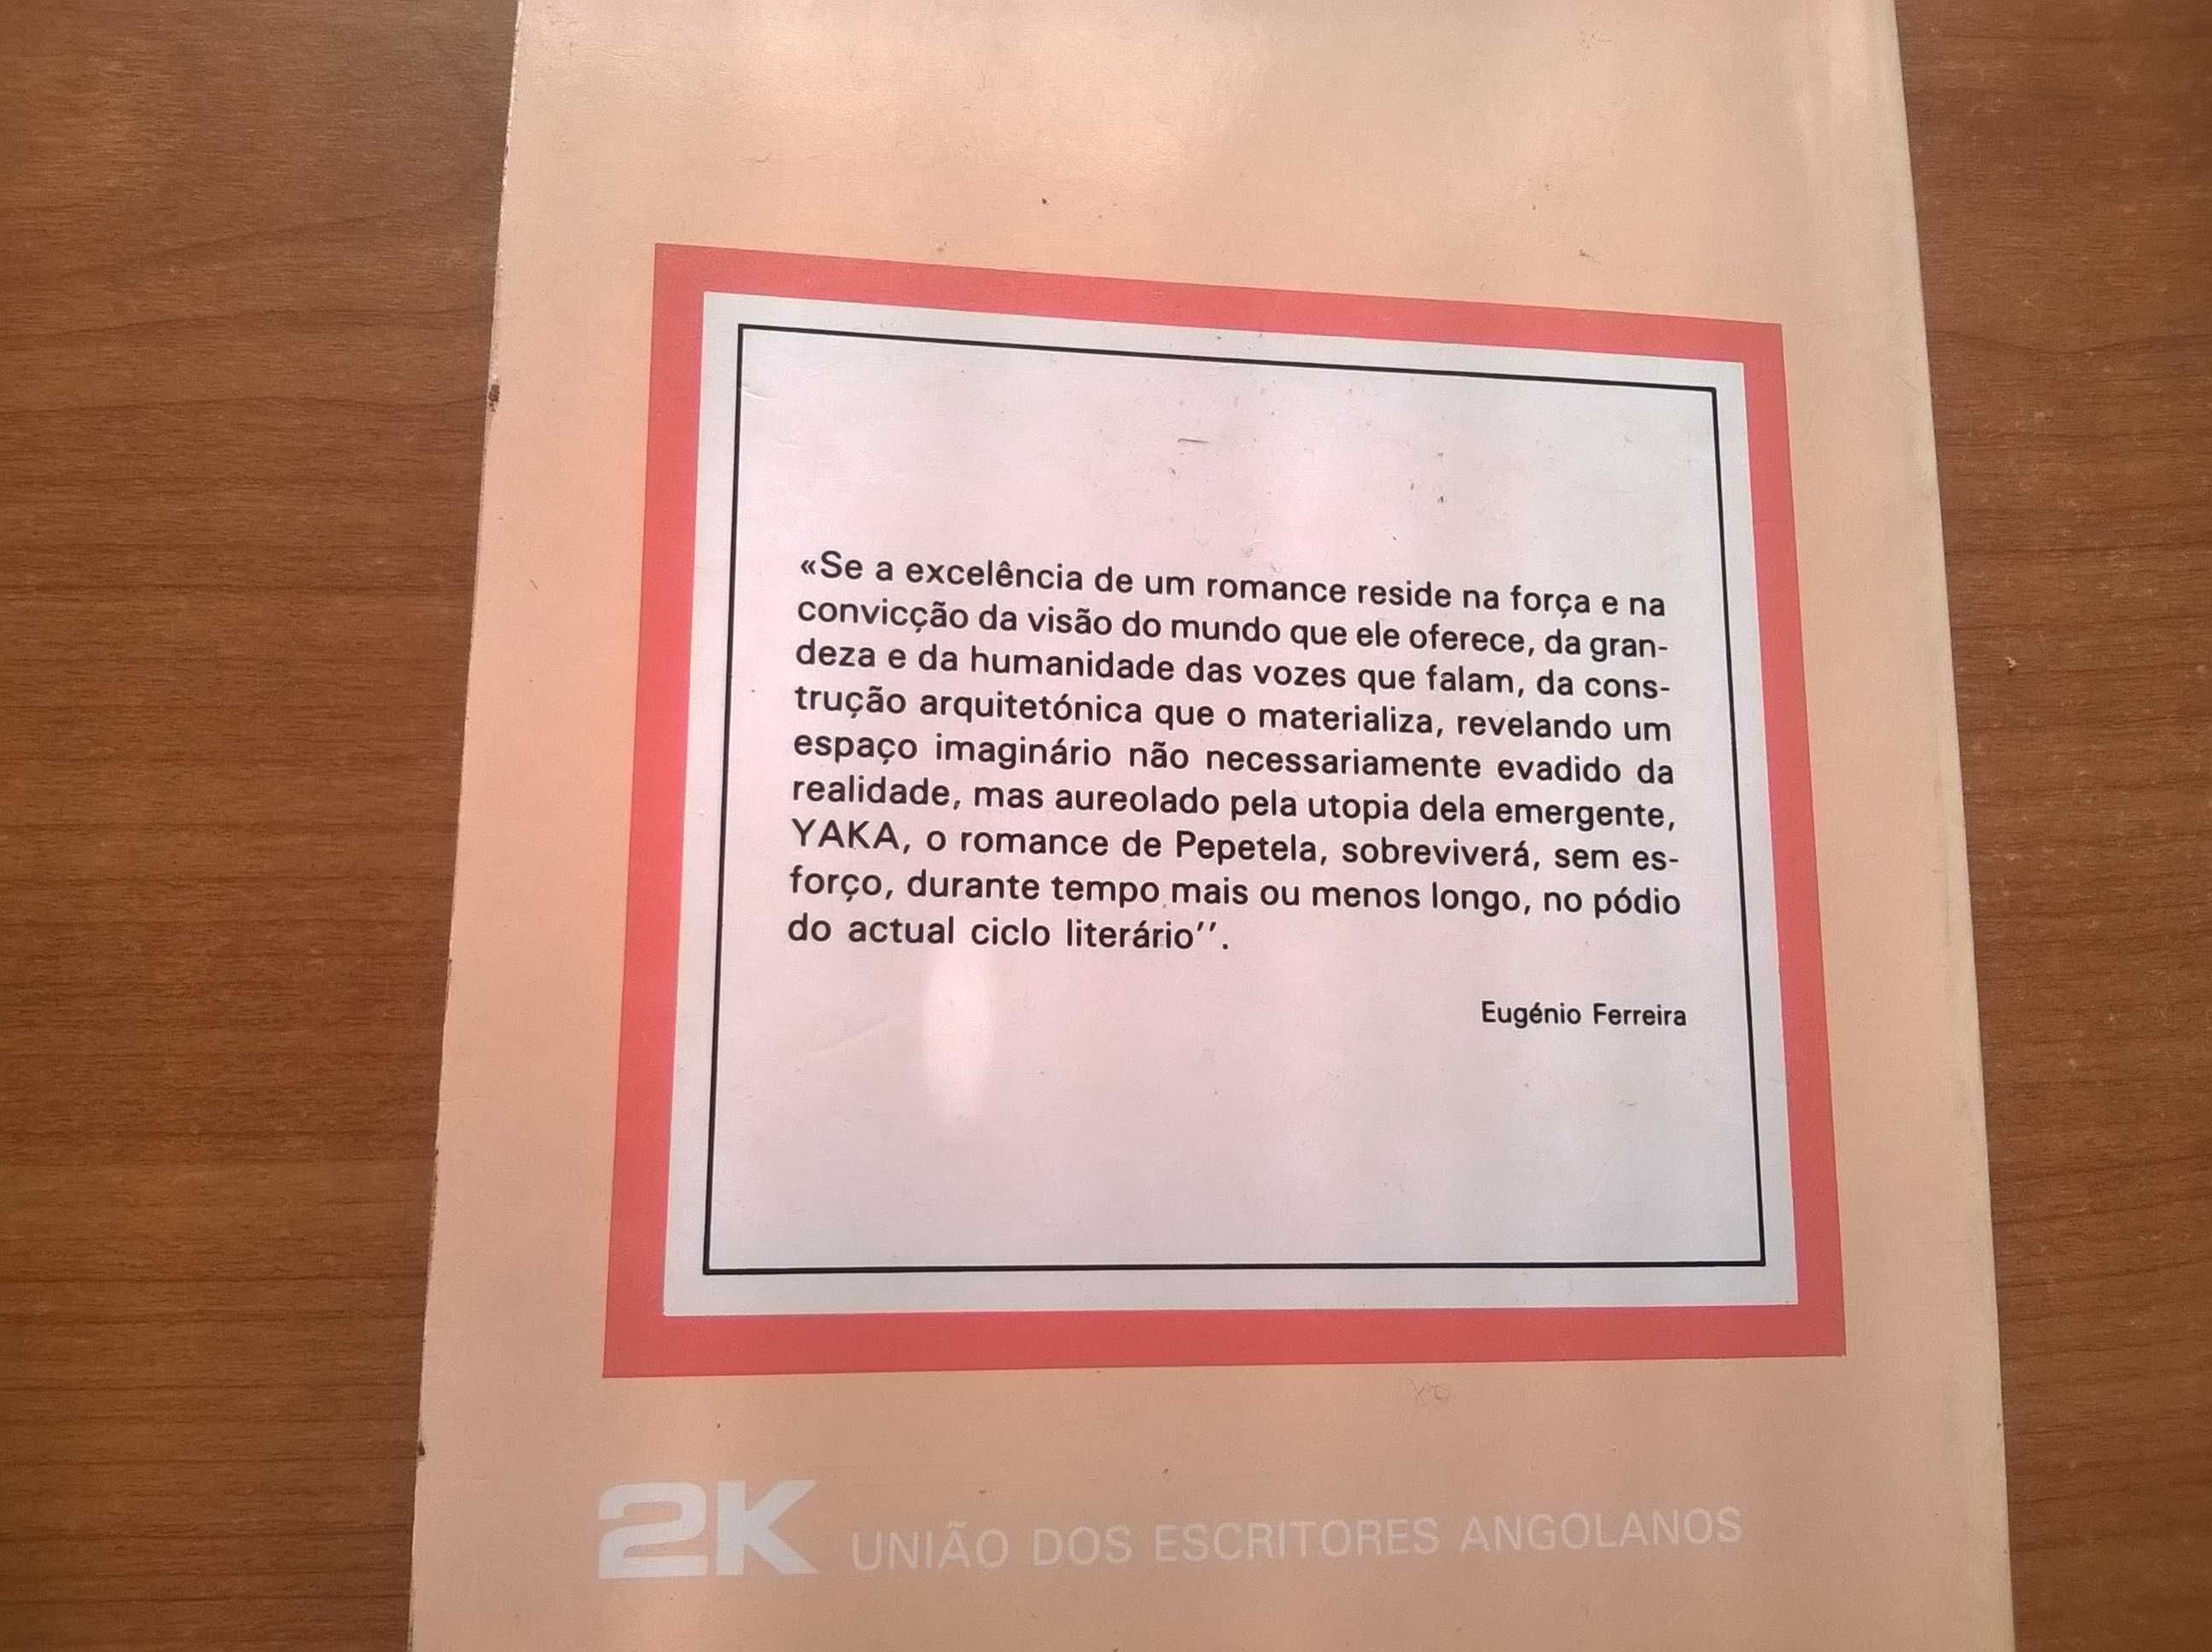 «Se a excelência de um romance reside na força e na
convicção da visão do mundo que ele oferece, da gran-
deza e da humanidade das vozes que falam, da cons-
trução arquitetónica que o materializa, revelando um
espaço imaginário não necessariamente evadido da
realidade, mas aureolado pela utopia dela emergente,
YAKA, o romance de Pepetela, sobreviverá, sem es-
forço, durante tempo mais ou menos longo, no pódio
do actual ciclo literário’’.
Eugénio Ferreira
2K UNIÃO DOS ESCRITORES ANGOLANOS